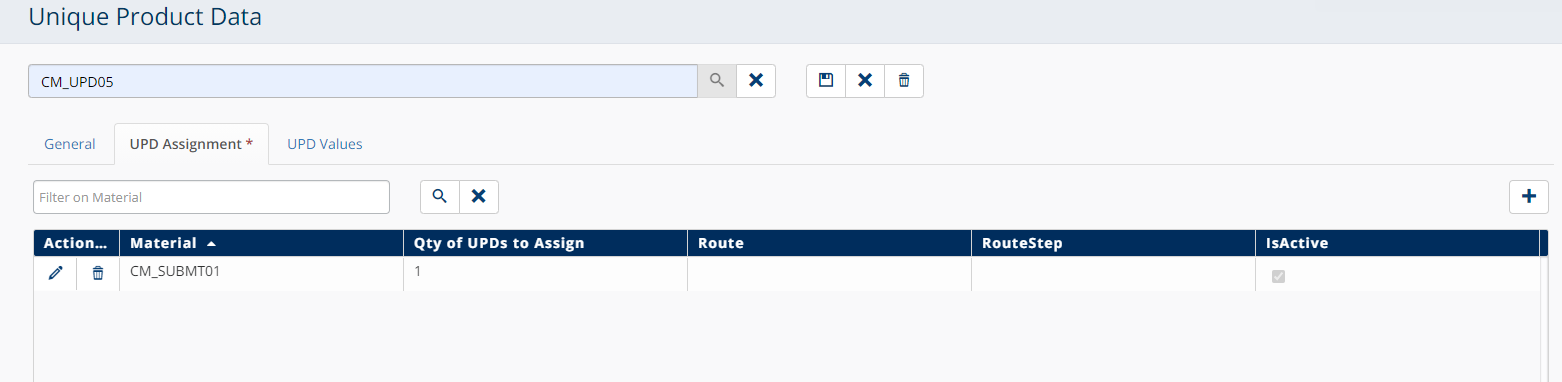 Unique Product Data
CM_UPD05
General UPD Assignment * UPD Values
Filter on Material
Action... Material Qty of UPDs to Assign Route RouteStep IsActive
CM_SUBMT01 1